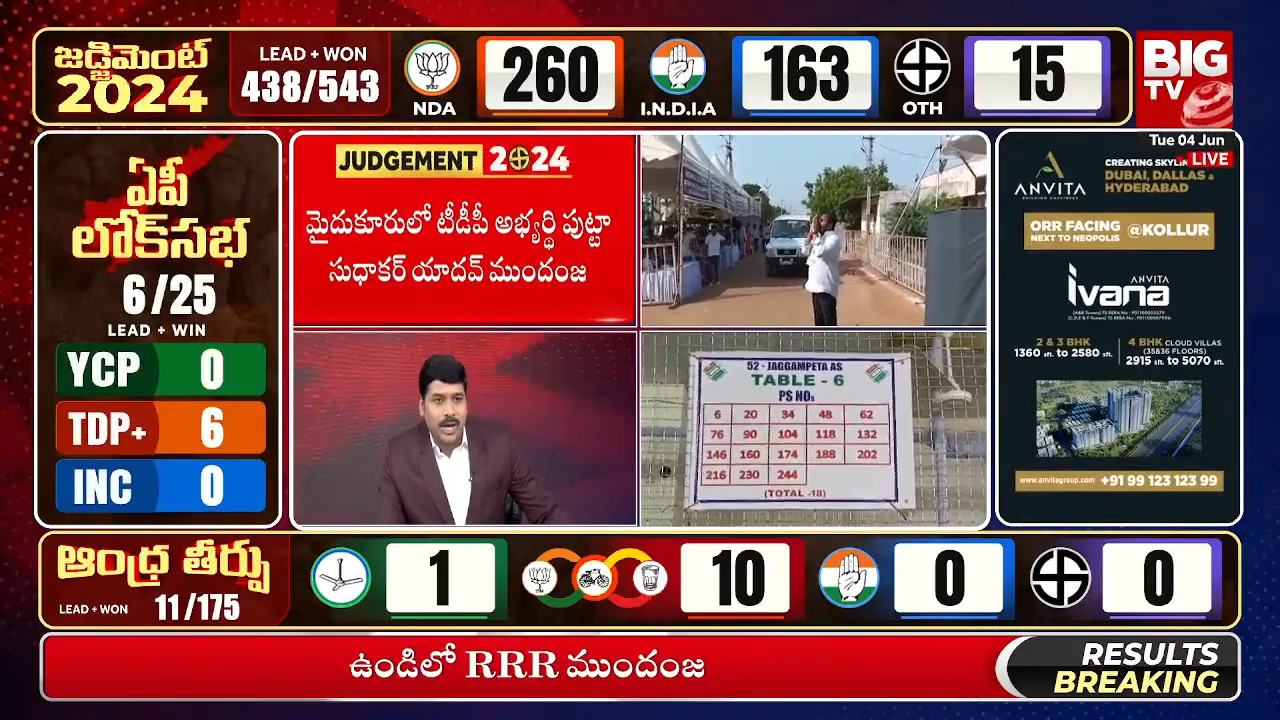 జడ్జిమెంట్
2024
LEAD + WON
438/543
NDA
260
I.N.D.I.A
163
OTH
15
BIG
TV
Tue 04 Jun
LIVE
ఏపీ
లోక్‌సభ
6/25
LEAD + WIN
YCP 0
TDP+ 6
INC 0
JUDGEMENT 2024
మైదుకూరులో టీడీపీ అభ్యర్థి పుట్టా
సుధాకర్ యాదవ్ ముందంజ
52 - JAGGAMPETA AS
TABLE - 6
PS NOs
6 20 34 48 62
76 90 104 118 132
146 160 174 188 202
216 230 244
(TOTAL -18)
ANVITA
BUILDING HAPPINESS
CREATING
DUBAI, DALLAS &
HYDERABAD
ORR FACING
NEXT TO NEOPOLIS
@KOLLUR
ANVITA
ivana
2 & 3 BHK
1360 sft. to 2580 sft.
4 BHK CLOUD VILLAS
(35&36 FLOORS)
2915 sft. to 5070 sft.
www.anvitagroup.com +91 99 123 123 99
ఆంధ్ర తీర్పు
LEAD + WON 11/175
1
10
0
0
ఉండిలో RRR ముందంజ
RESULTS
BREAKING